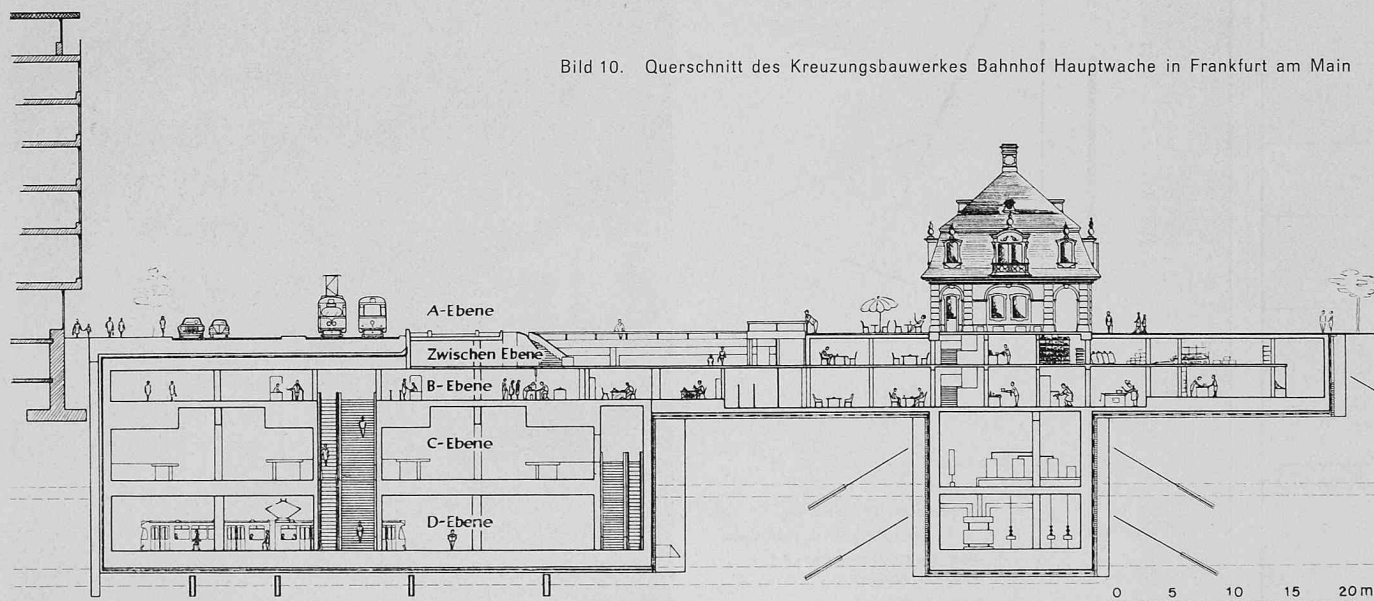 Bild 10. Querschnitt des Kreuzungsbauwerkes Bahnhof Hauptwache in Frankfurt am Main
A-Ebene
Zwischen Ebene
B-Ebene
C-Ebene
D-Ebene
0 5 10 15 20 m